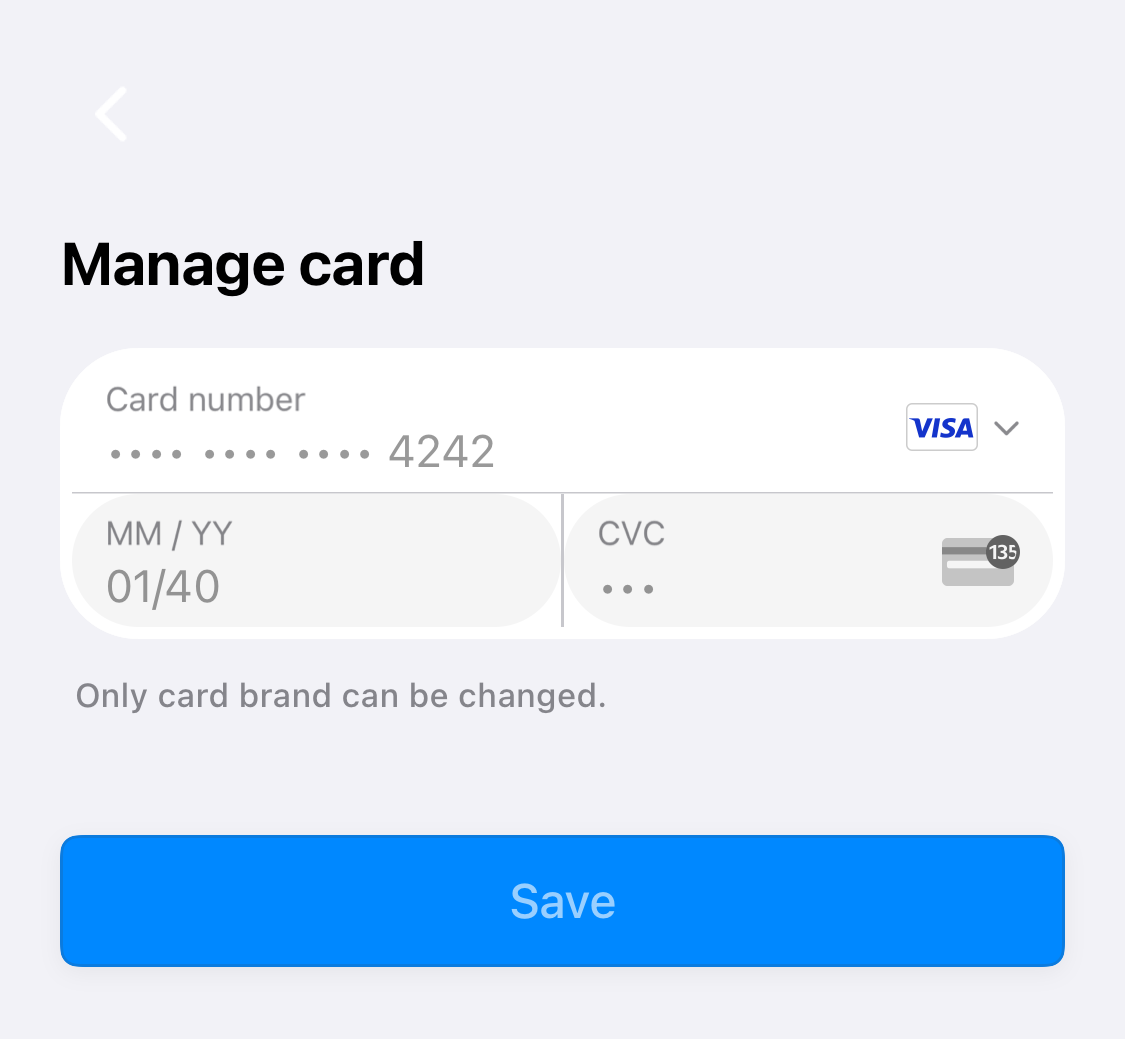 Manage card
Card number
•••• •••• •••• 4242
VISA
MM / YY
01/40
CVC
•••
135
Only card brand can be changed.
Save